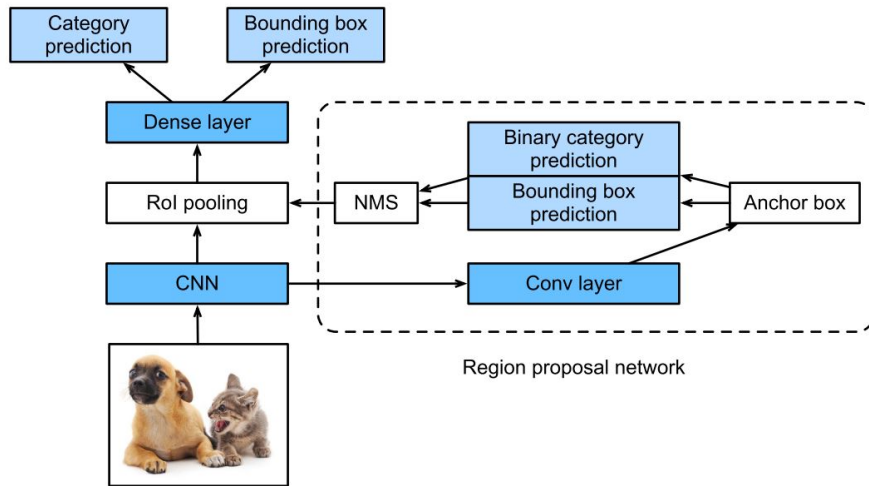 Category
prediction
Bounding box
prediction
Dense layer
Binary category
prediction
RoI pooling
NMS
Bounding box
prediction
Anchor box
CNN
Conv layer
Region proposal network